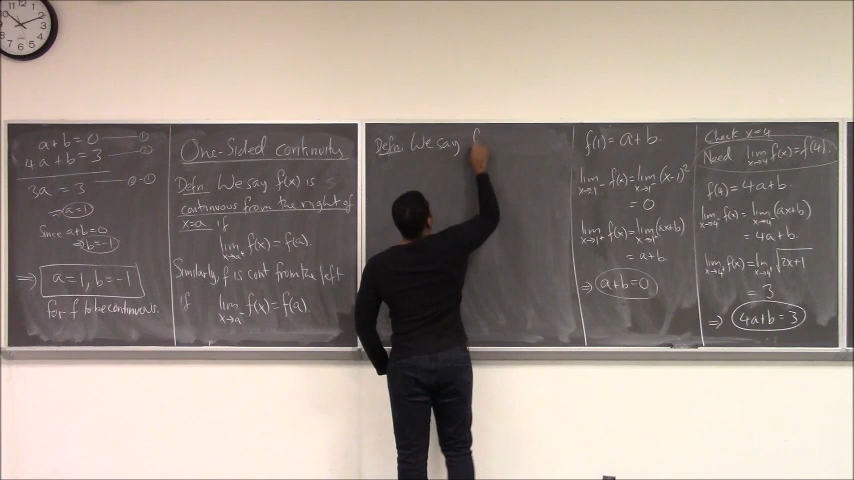 a+b=0 ①
4a+b=3 ②
3a=3 ②-①
⇒ a=1
Since a+b=0
⇒ b=-1
⇒ a=1, b=-1
for f to be continuous.
One-Sided continuity
Defn: We say f(x) is
continuous from the right of
x=a if
lim x→a⁺ f(x)=f(a).
Similarly, f is cont from the left
if lim x→a⁻ f(x)=f(a).
Defn: We say f
f(1)=a+b.
lim x→1⁻ f(x)=lim x→1⁻ (x-1)²
=0
lim x→1⁺ f(x)=lim x→1⁺ (ax+b)
=a+b.
⇒ a+b=0
Check x=4
Need lim x→4 f(x)=f(4).
f(4)=4a+b.
lim x→4⁻ f(x)=lim x→4⁻ (ax+b)
=4a+b.
lim x→4⁺ f(x)=lim x→4⁺ √2x+1
=3
⇒ 4a+b=3